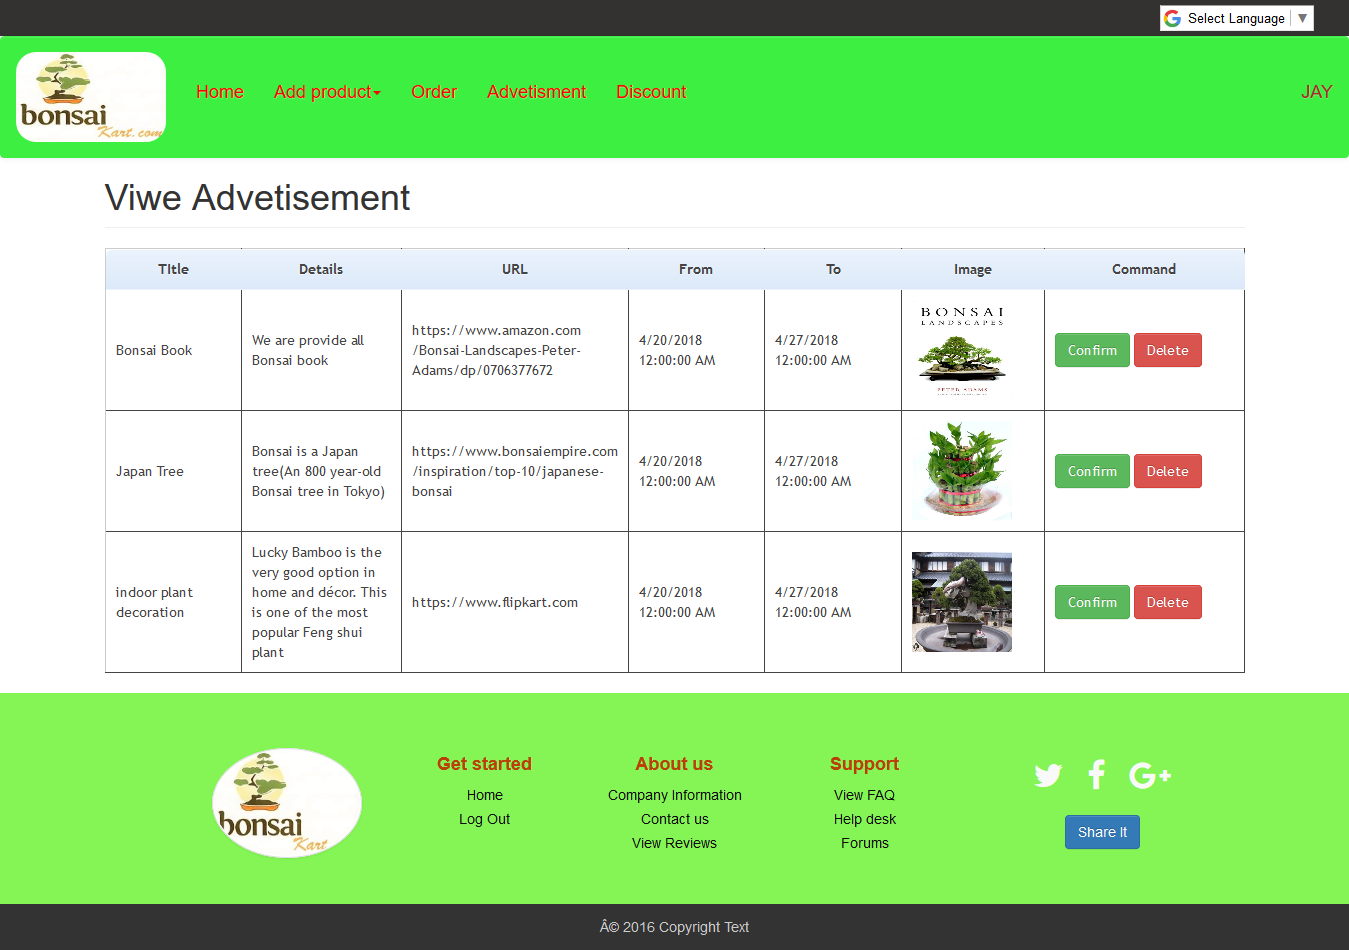 Select Language ▼
bonsai
Kart.com
Home Add product Order Advetisment Discount JAY
Viwe Advetisement
TItle Details URL From To Image Command
Bonsai Book
We are provide all
Bonsai book
https://www.amazon.com
/Bonsai-Landscapes-Peter-
Adams/dp/0706377672
4/20/2018
12:00:00 AM
4/27/2018
12:00:00 AM
BONSAI
LANDSCAPES
PETER ADAMS
Confirm Delete
Japan Tree
Bonsai is a Japan
tree(An 800 year-old
Bonsai tree in Tokyo)
https://www.bonsaiempire.com
/inspiration/top-10/japanese-
bonsai
4/20/2018
12:00:00 AM
4/27/2018
12:00:00 AM
Confirm Delete
indoor plant
decoration
Lucky Bamboo is the
very good option in
home and décor. This
is one of the most
popular Feng shui
plant
https://www.flipkart.com
4/20/2018
12:00:00 AM
4/27/2018
12:00:00 AM
Confirm Delete
bonsai
Kart
Get started
Home
Log Out
About us
Company Information
Contact us
View Reviews
Support
View FAQ
Help desk
Forums
Share It
Â© 2016 Copyright Text